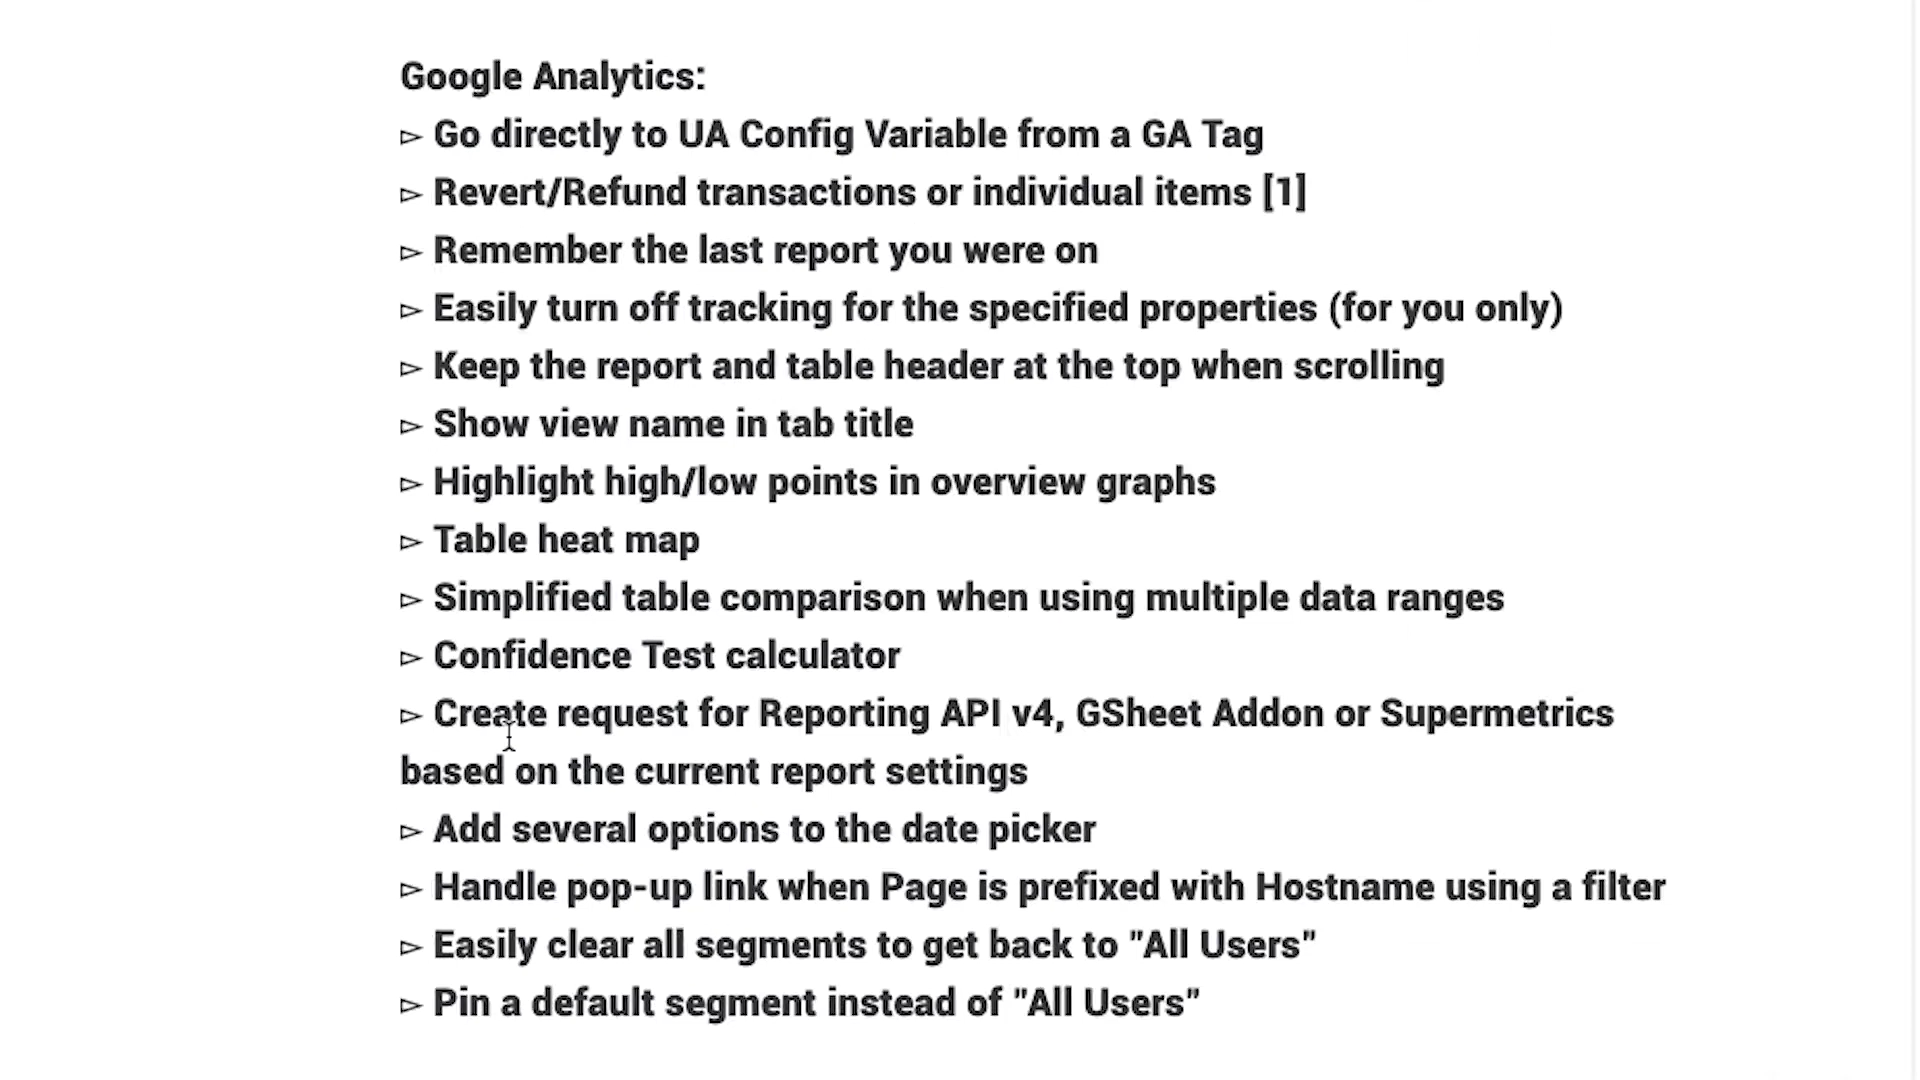 Google Analytics:
▻ Go directly to UA Config Variable from a GA Tag
▻ Revert/Refund transactions or individual items [1]
▻ Remember the last report you were on
▻ Easily turn off tracking for the specified properties (for you only)
▻ Keep the report and table header at the top when scrolling
▻ Show view name in tab title
▻ Highlight high/low points in overview graphs
▻ Table heat map
▻ Simplified table comparison when using multiple data ranges
▻ Confidence Test calculator
▻ Create request for Reporting API v4, GSheet Addon or Supermetrics
based on the current report settings
▻ Add several options to the date picker
▻ Handle pop-up link when Page is prefixed with Hostname using a filter
▻ Easily clear all segments to get back to "All Users"
▻ Pin a default segment instead of "All Users"